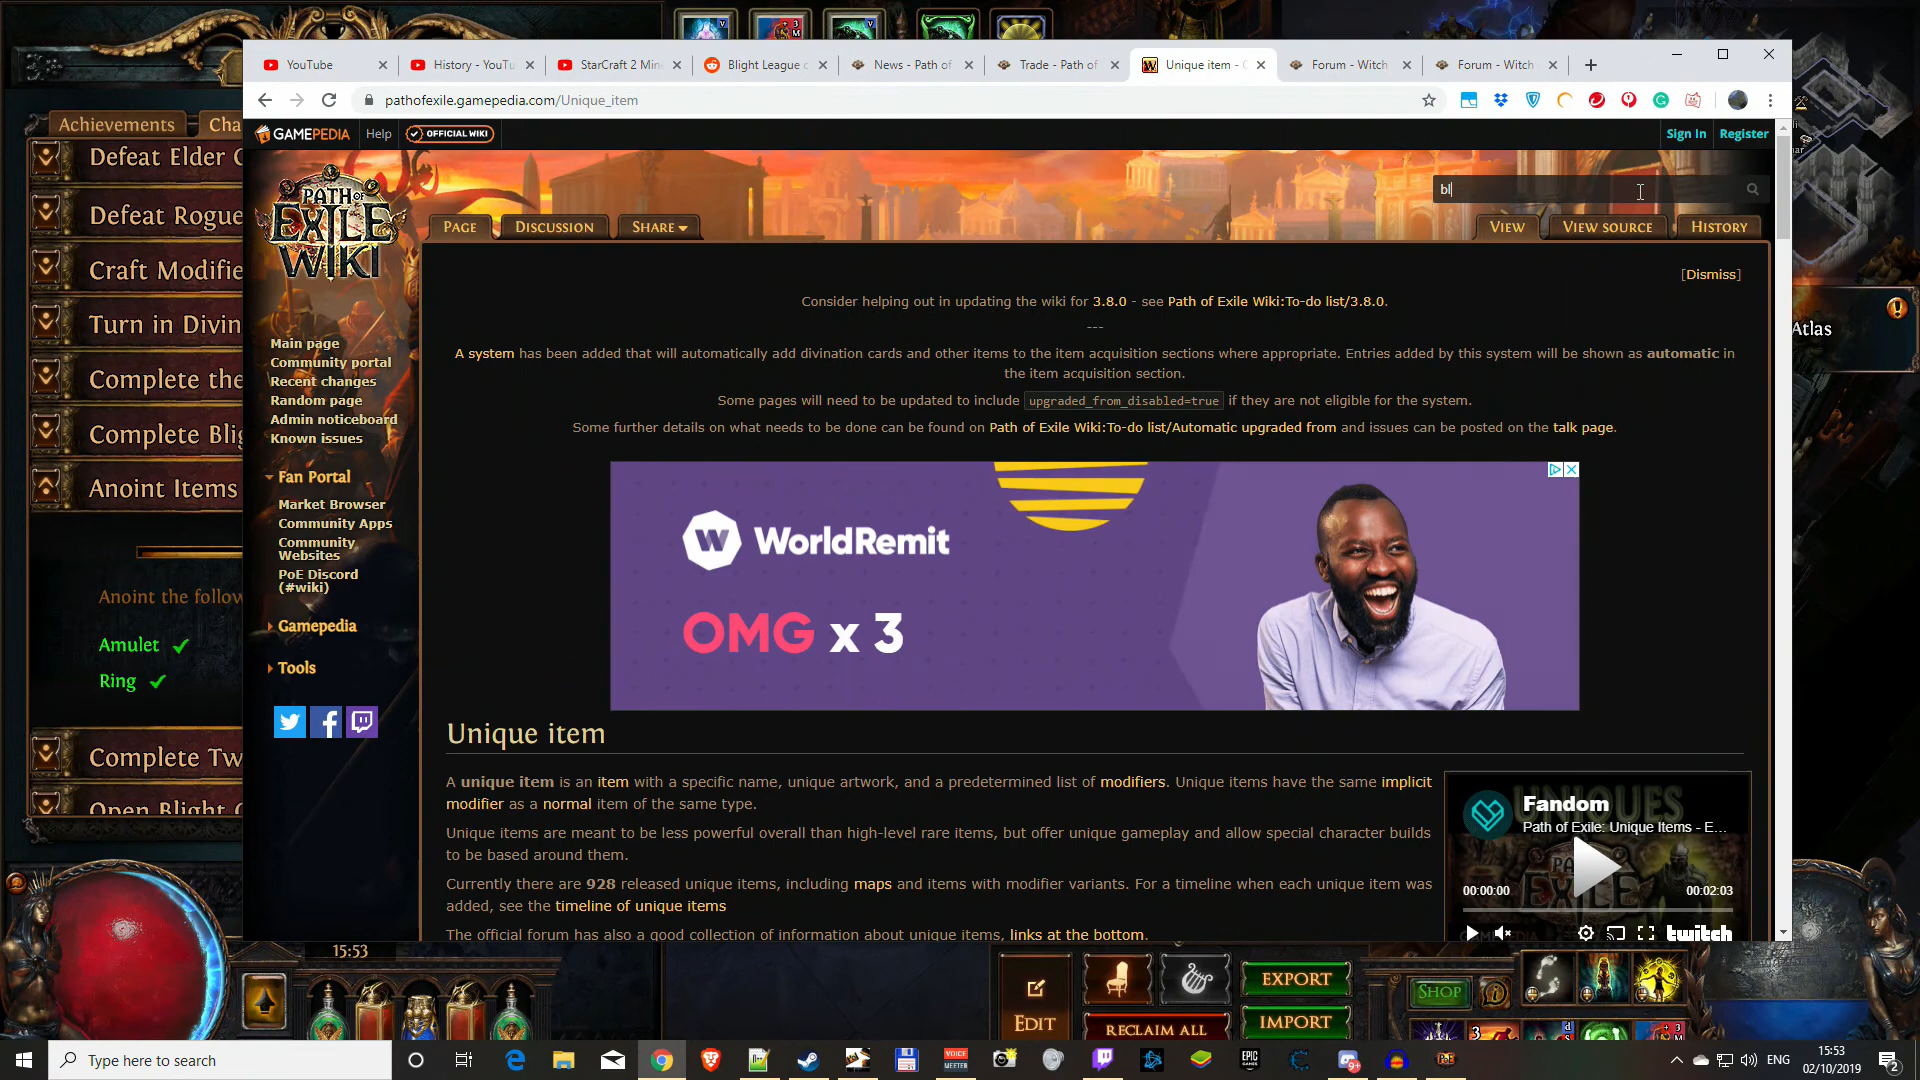 YouTube
History - YouTu
StarCraft 2 Min
Blight League
News - Path of
Trade - Path of
Unique item -
Forum - Witch
Forum - Witch
pathofexile.gamepedia.com/Unique_item
GAMEPEDIA
Help
OFFICIAL WIKI
Sign In
Register
bl
PATH OF
EXILE
WIKI
PAGE
DISCUSSION
SHARE
VIEW
VIEW SOURCE
HISTORY
[Dismiss]
Consider helping out in updating the wiki for 3.8.0 - see Path of Exile Wiki:To-do list/3.8.0.
---
A system has been added that will automatically add divination cards and other items to the item acquisition sections where appropriate. Entries added by this system will be shown as automatic in
the item acquisition section.
Some pages will need to be updated to include upgraded_from_disabled=true if they are not eligible for the system.
Some further details on what needs to be done can be found on Path of Exile Wiki:To-do list/Automatic upgraded from and issues can be posted on the talk page.
Main page
Community portal
Recent changes
Random page
Admin noticeboard
Known issues
Fan Portal
Market Browser
Community Apps
Community
Websites
PoE Discord
(#wiki)
Gamepedia
Tools
W WorldRemit
OMG x 3
Unique item
A unique item is an item with a specific name, unique artwork, and a predetermined list of modifiers. Unique items have the same implicit
modifier as a normal item of the same type.
Unique items are meant to be less powerful overall than high-level rare items, but offer unique gameplay and allow special character builds
to be based around them.
Currently there are 928 released unique items, including maps and items with modifier variants. For a timeline when each unique item was
added, see the timeline of unique items
The official forum has also a good collection of information about unique items, links at the bottom.
UNIQUES
Fandom
Path of Exile: Unique Items - E...
PATH OF
EXILE
00:00:00
00:02:03
twitch
Achievements
Cha
Defeat Elder
Defeat Rogue
Craft Modifie
Turn in Divin
Complete the
Complete Bli
Anoint Items
Anoint the follow
Amulet
Ring
Complete Tw
Open Blight
Atlas
15:53
EDIT
EXPORT
RECLAIM ALL
IMPORT
SHOP
V
+3
M
V
3
d
+3
M
Type here to search
VOICE
MEETER
EPIC
GAMES
9+
PoE
ENG
15:53
02/10/2019
2